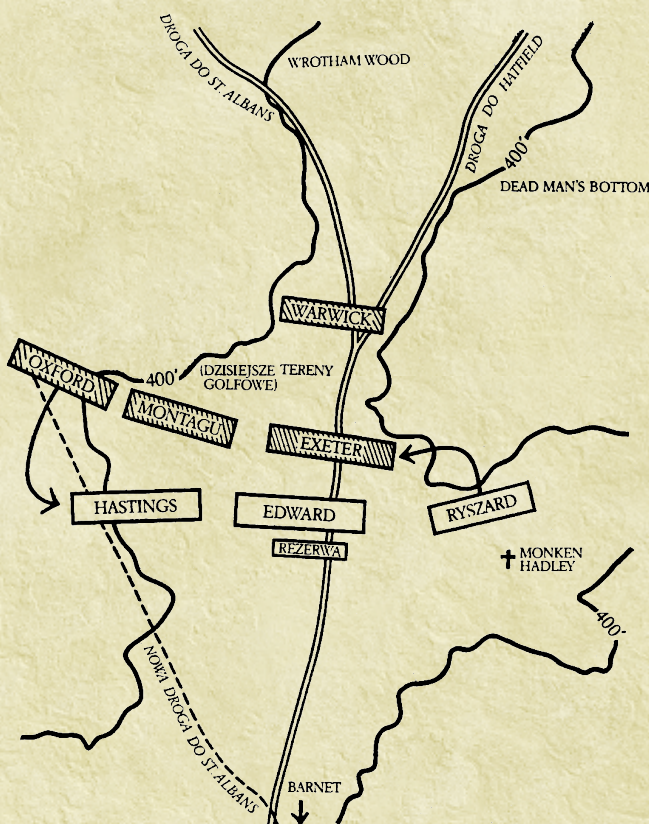 DROGA DO ST. ALBANS
WROTHAM WOOD
DROGA DO HATFIELD
400'
DEAD MAN'S BOTTOM
WARWICK
OXFORD
400'
(DZISIEJSZE TERENY
GOLFOWE)
MONTAGU
EXETER
HASTINGS
EDWARD
RYSZARD
REZERWA
MONKEN
HADLEY
400'
NOWA DROGA DO ST. ALBANS
BARNET